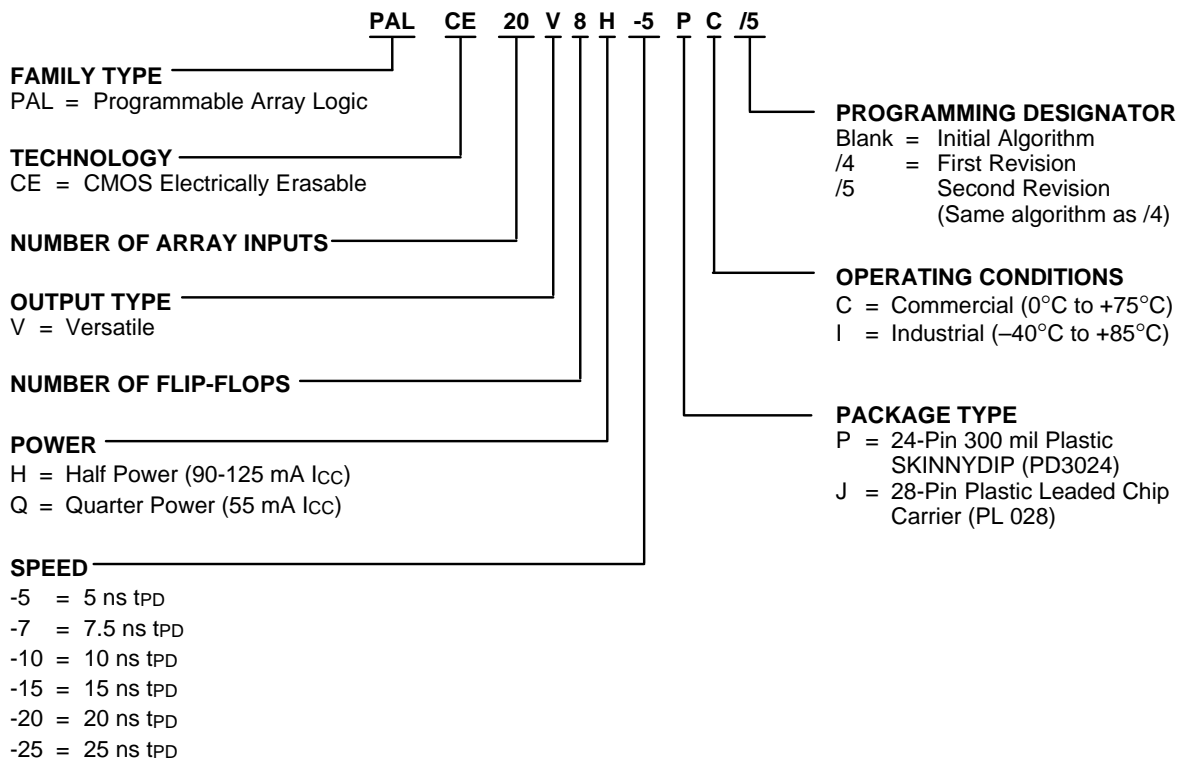 PAL CE 20 V 8 H -5 P C /5
FAMILY TYPE
PAL = Programmable Array Logic
TECHNOLOGY
CE = CMOS Electrically Erasable
NUMBER OF ARRAY INPUTS
OUTPUT TYPE
V = Versatile
NUMBER OF FLIP-FLOPS
POWER
H = Half Power (90-125 mA ICC)
Q = Quarter Power (55 mA ICC)
SPEED
-5 = 5 ns tPD
-7 = 7.5 ns tPD
-10 = 10 ns tPD
-15 = 15 ns tPD
-20 = 20 ns tPD
-25 = 25 ns tPD
PROGRAMMING DESIGNATOR
Blank = Initial Algorithm
/4 = First Revision
/5 Second Revision
(Same algorithm as /4)
OPERATING CONDITIONS
C = Commercial (0°C to +75°C)
I = Industrial (–40°C to +85°C)
PACKAGE TYPE
P = 24-Pin 300 mil Plastic
SKINNYDIP (PD3024)
J = 28-Pin Plastic Leaded Chip
Carrier (PL 028)